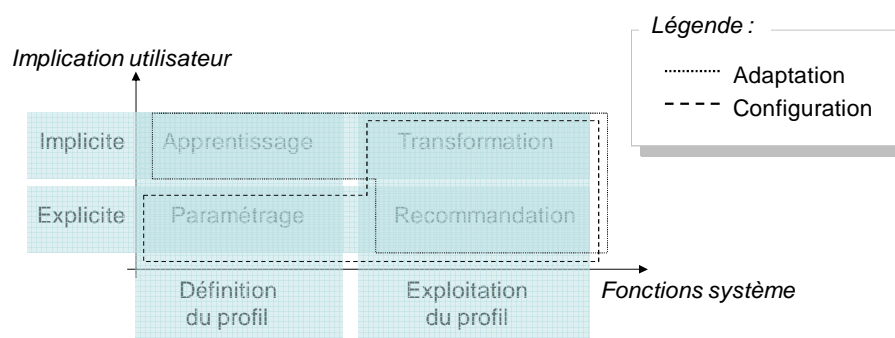 Légende :
Implication utilisateur
Adaptation
Configuration
Implicite Apprentissage Transformation
Explicite Paramétrage Recommandation
Définition
du profil
Exploitation
du profil
Fonctions système